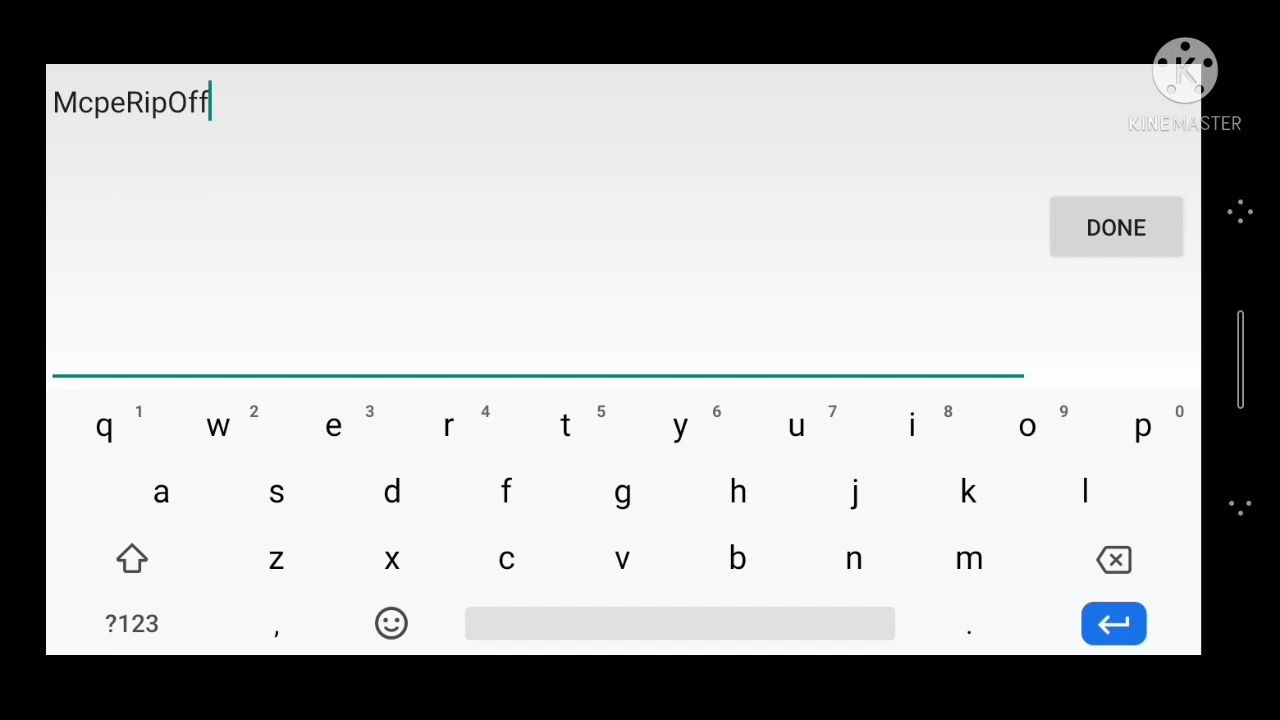 McpeRipOff
K
KINEMASTER
DONE
q 1 w 2 e 3 r 4 t 5 y 6 u 7 i 8 o 9 p 0
a s d f g h j k l
z x c v b n m
?123 , .